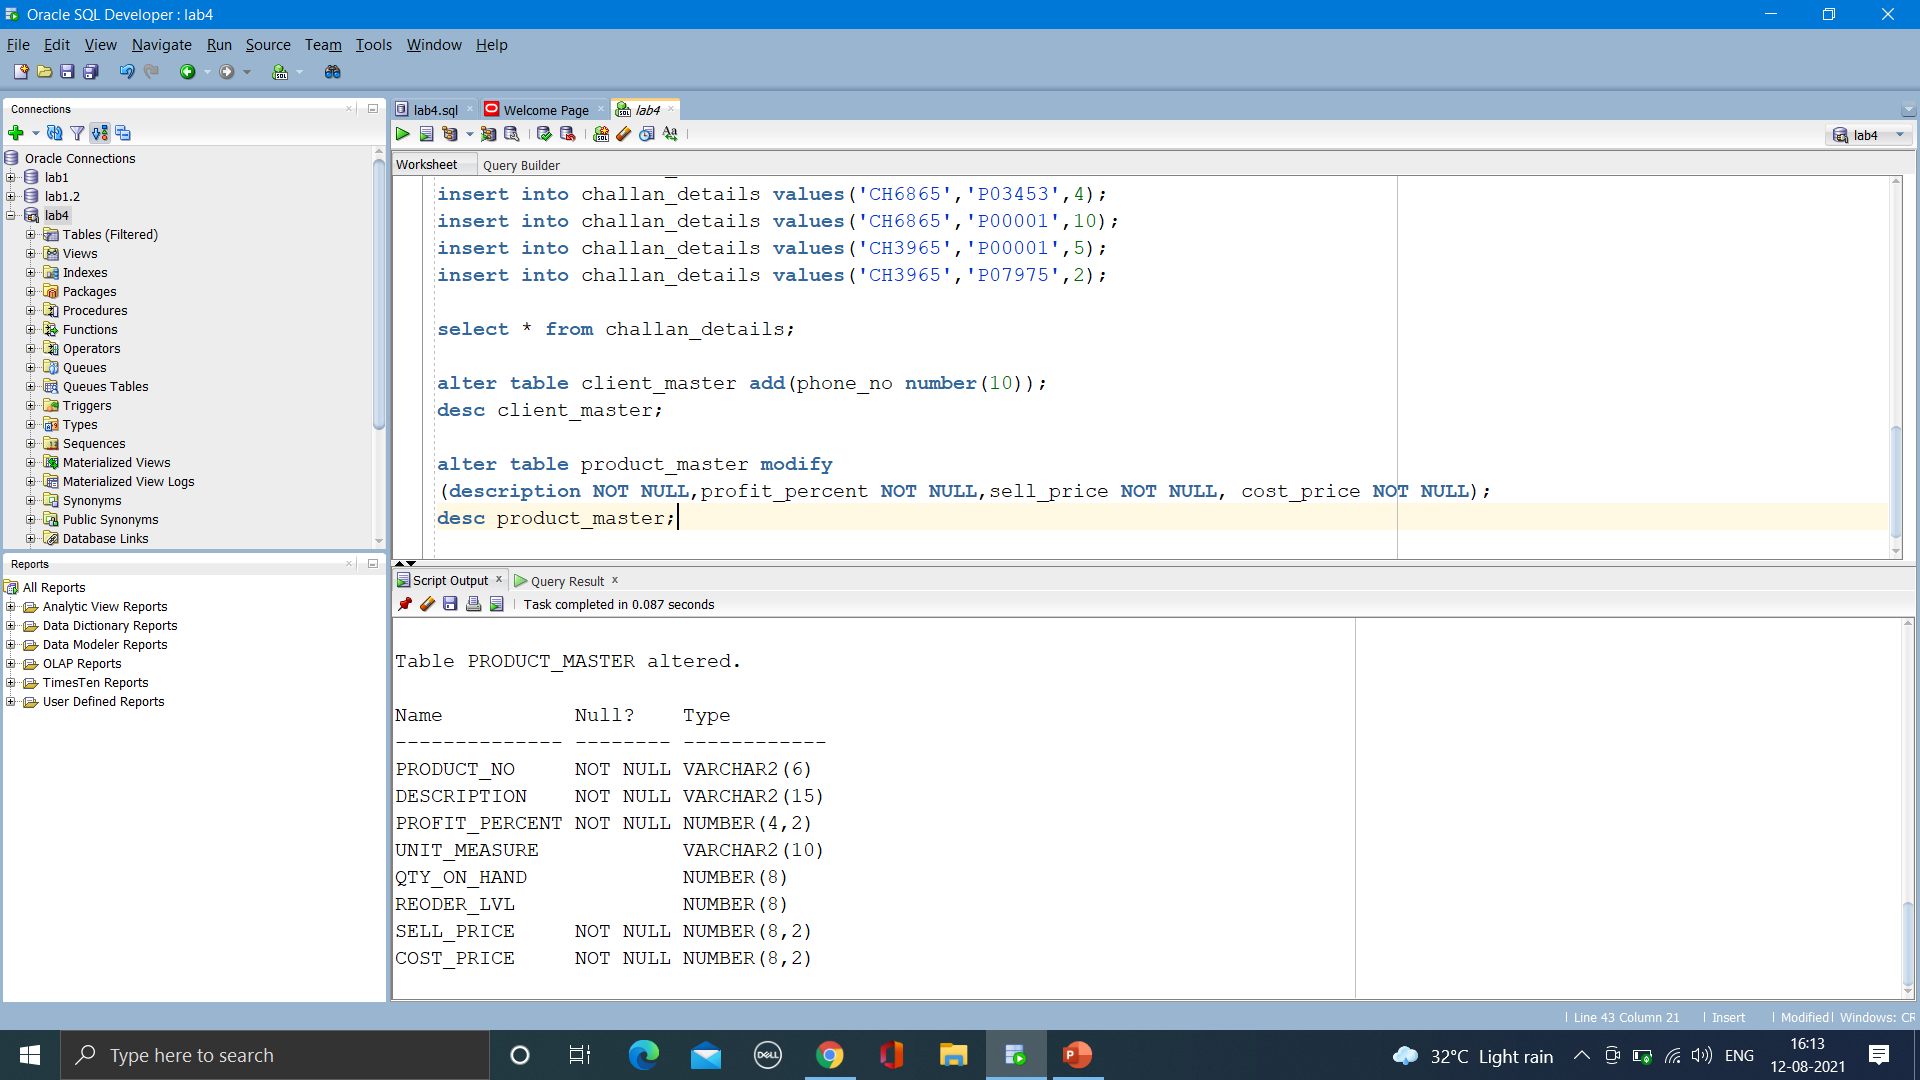 Oracle SQL Developer : lab4
File Edit View Navigate Run Source Team Tools Window Help
Connections
Oracle Connections
lab1
lab1.2
lab4
Tables (Filtered)
Views
Indexes
Packages
Procedures
Functions
Operators
Queues
Queues Tables
Triggers
Types
Sequences
Materialized Views
Materialized View Logs
Synonyms
Public Synonyms
Database Links
Reports
All Reports
Analytic View Reports
Data Dictionary Reports
Data Modeler Reports
OLAP Reports
TimesTen Reports
User Defined Reports
lab4.sql Welcome Page lab4
lab4
Worksheet Query Builder
insert into challan_details values('CH6865','P03453',4);
insert into challan_details values('CH6865','P00001',10);
insert into challan_details values('CH3965','P00001',5);
insert into challan_details values('CH3965','P07975',2);
select * from challan_details;
alter table client_master add(phone_no number(10));
desc client_master;
alter table product_master modify
(description NOT NULL,profit_percent NOT NULL,sell_price NOT NULL, cost_price NOT NULL);
desc product_master;
Script Output Query Result
Task completed in 0.087 seconds
Table PRODUCT_MASTER altered.
Name Null? Type
-------------- -------- ------------
PRODUCT_NO NOT NULL VARCHAR2(6)
DESCRIPTION NOT NULL VARCHAR2(15)
PROFIT_PERCENT NOT NULL NUMBER(4,2)
UNIT_MEASURE VARCHAR2(10)
QTY_ON_HAND NUMBER(8)
REODER_LVL NUMBER(8)
SELL_PRICE NOT NULL NUMBER(8,2)
COST_PRICE NOT NULL NUMBER(8,2)
Line 43 Column 21 Insert Modified Windows: CR
Type here to search
DELL
32°C Light rain
ENG
16:13
12-08-2021